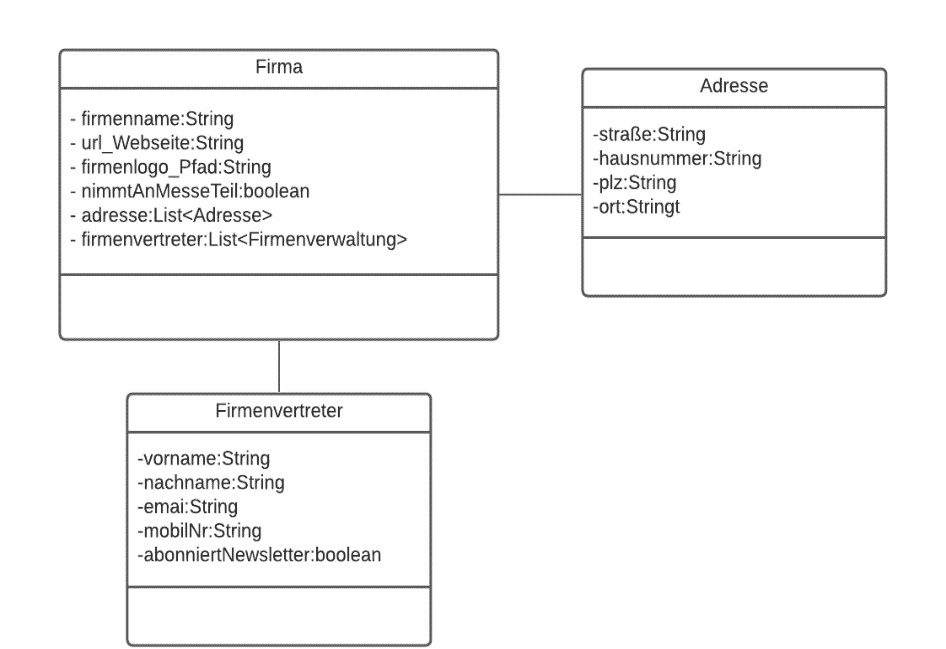 Firma
- firmenname:String
- url_Webseite:String
- firmenlogo_Pfad:String
- nimmtAnMesseTeil:boolean
- adresse:List<Adresse>
- firmenvertreter:List<Firmenverwaltung>
Adresse
-straße:String
-hausnummer:String
-plz:String
-ort:Stringt
Firmenvertreter
-vorname:String
-nachname:String
-emai:String
-mobilNr:String
-abonniertNewsletter:boolean